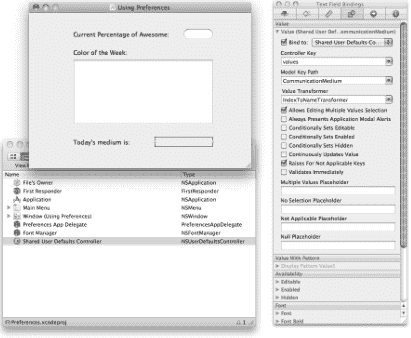 Using Preferences
Current Percentage of Awesome:
Color of the Week:
Today's medium is:
Name
Type
File's Owner
NSApplication
First Responder
FirstResponder
Application
NSApplication
Main Menu
NSMenu
Window (Using Preferences)
NSWindow
Preferences App Delegate
PreferencesAppDelegate
Font Manager
NSFontManager
Shared User Defaults Controller
NSUserDefaultsController
Preferences.xcodeproj
Text Field Bindings
Value
Value (Shared User Def...ommunicationMedium)
Bind to:
Shared User Defaults Co...
Controller Key
values
Model Key Path
CommunicationMedium
Value Transformer
IndexToNameTransformer
Allows Editing Multiple Values Selection
Always Presents Application Modal Alerts
Conditionally Sets Editable
Conditionally Sets Enabled
Conditionally Sets Hidden
Continuously Updates Value
Raises For Not Applicable Keys
Validates Immediately
Multiple Values Placeholder
No Selection Placeholder
Not Applicable Placeholder
Null Placeholder
Value With Pattern
Display Pattern Value1
Availability
Editable
Enabled
Hidden
Font
Font
Font Bold